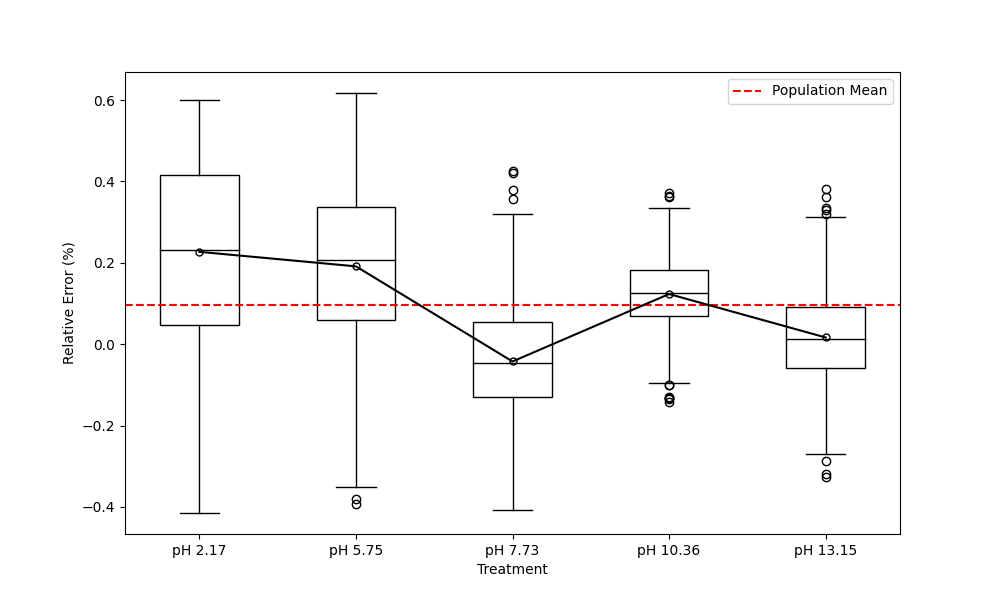 Population Mean
Relative Error (%)
0.6
0.4
0.2
0.0
−0.2
−0.4
pH 2.17
pH 5.75
pH 7.73
pH 10.36
pH 13.15
Treatment